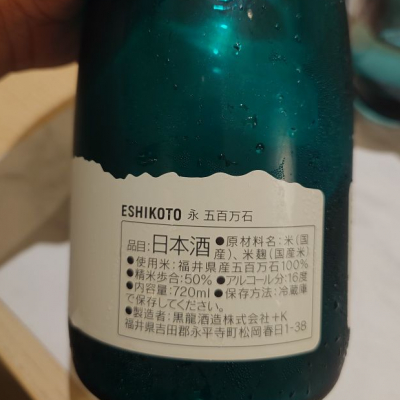 ESHIKOTO 永 五百万石
品目:日本酒 ●原材料名:米(国産)、米麹(国産米)
●使用米:福井県産五百万石100%
●精米歩合:50% ●アルコール分:16度
●内容量:720ml ●保存方法:冷蔵庫
で保存してください。
●製造者:黒龍酒造株式会社+K
福井県吉田郡永平寺町松岡春日1-38